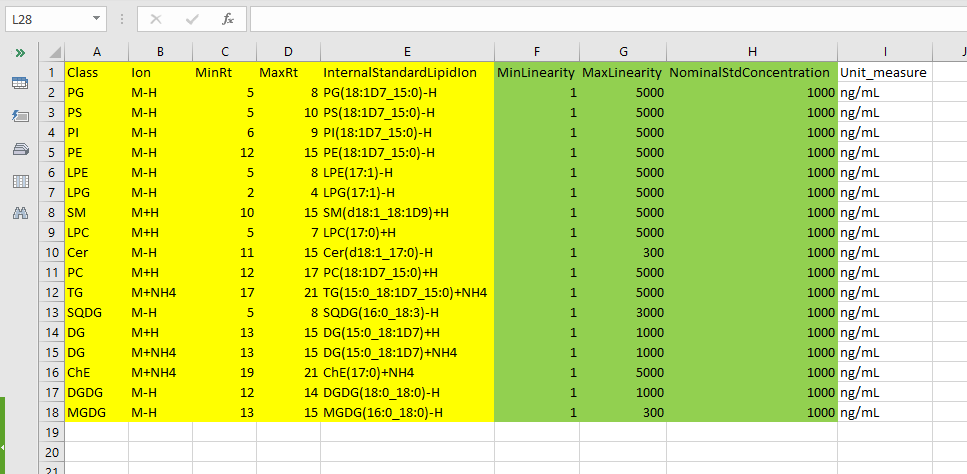 L28 fx
A B C D E F G H I J
1 Class Ion MinRt MaxRt InternalStandardLipidIon MinLinearity MaxLinearity NominalStdConcentration Unit_measure
2 PG M-H 5 8 PG(18:1D7_15:0)-H 1 5000 1000 ng/mL
3 PS M-H 5 10 PS(18:1D7_15:0)-H 1 5000 1000 ng/mL
4 PI M-H 6 9 PI(18:1D7_15:0)-H 1 5000 1000 ng/mL
5 PE M-H 12 15 PE(18:1D7_15:0)-H 1 5000 1000 ng/mL
6 LPE M-H 5 8 LPE(17:1)-H 1 5000 1000 ng/mL
7 LPG M-H 2 4 LPG(17:1)-H 1 5000 1000 ng/mL
8 SM M+H 10 15 SM(d18:1_18:1D9)+H 1 5000 1000 ng/mL
9 LPC M+H 5 7 LPC(17:0)+H 1 5000 1000 ng/mL
10 Cer M-H 11 15 Cer(d18:1_17:0)-H 1 300 1000 ng/mL
11 PC M+H 12 17 PC(18:1D7_15:0)+H 1 5000 1000 ng/mL
12 TG M+NH4 17 21 TG(15:0_18:1D7_15:0)+NH4 1 5000 1000 ng/mL
13 SQDG M-H 5 8 SQDG(16:0_18:3)-H 1 3000 1000 ng/mL
14 DG M+H 13 15 DG(15:0_18:1D7)+H 1 1000 1000 ng/mL
15 DG M+NH4 13 15 DG(15:0_18:1D7)+NH4 1 1000 1000 ng/mL
16 ChE M+NH4 19 21 ChE(17:0)+NH4 1 5000 1000 ng/mL
17 DGDG M-H 12 14 DGDG(18:0_18:0)-H 1 1000 1000 ng/mL
18 MGDG M-H 13 15 MGDG(16:0_18:0)-H 1 300 1000 ng/mL
19
20
21